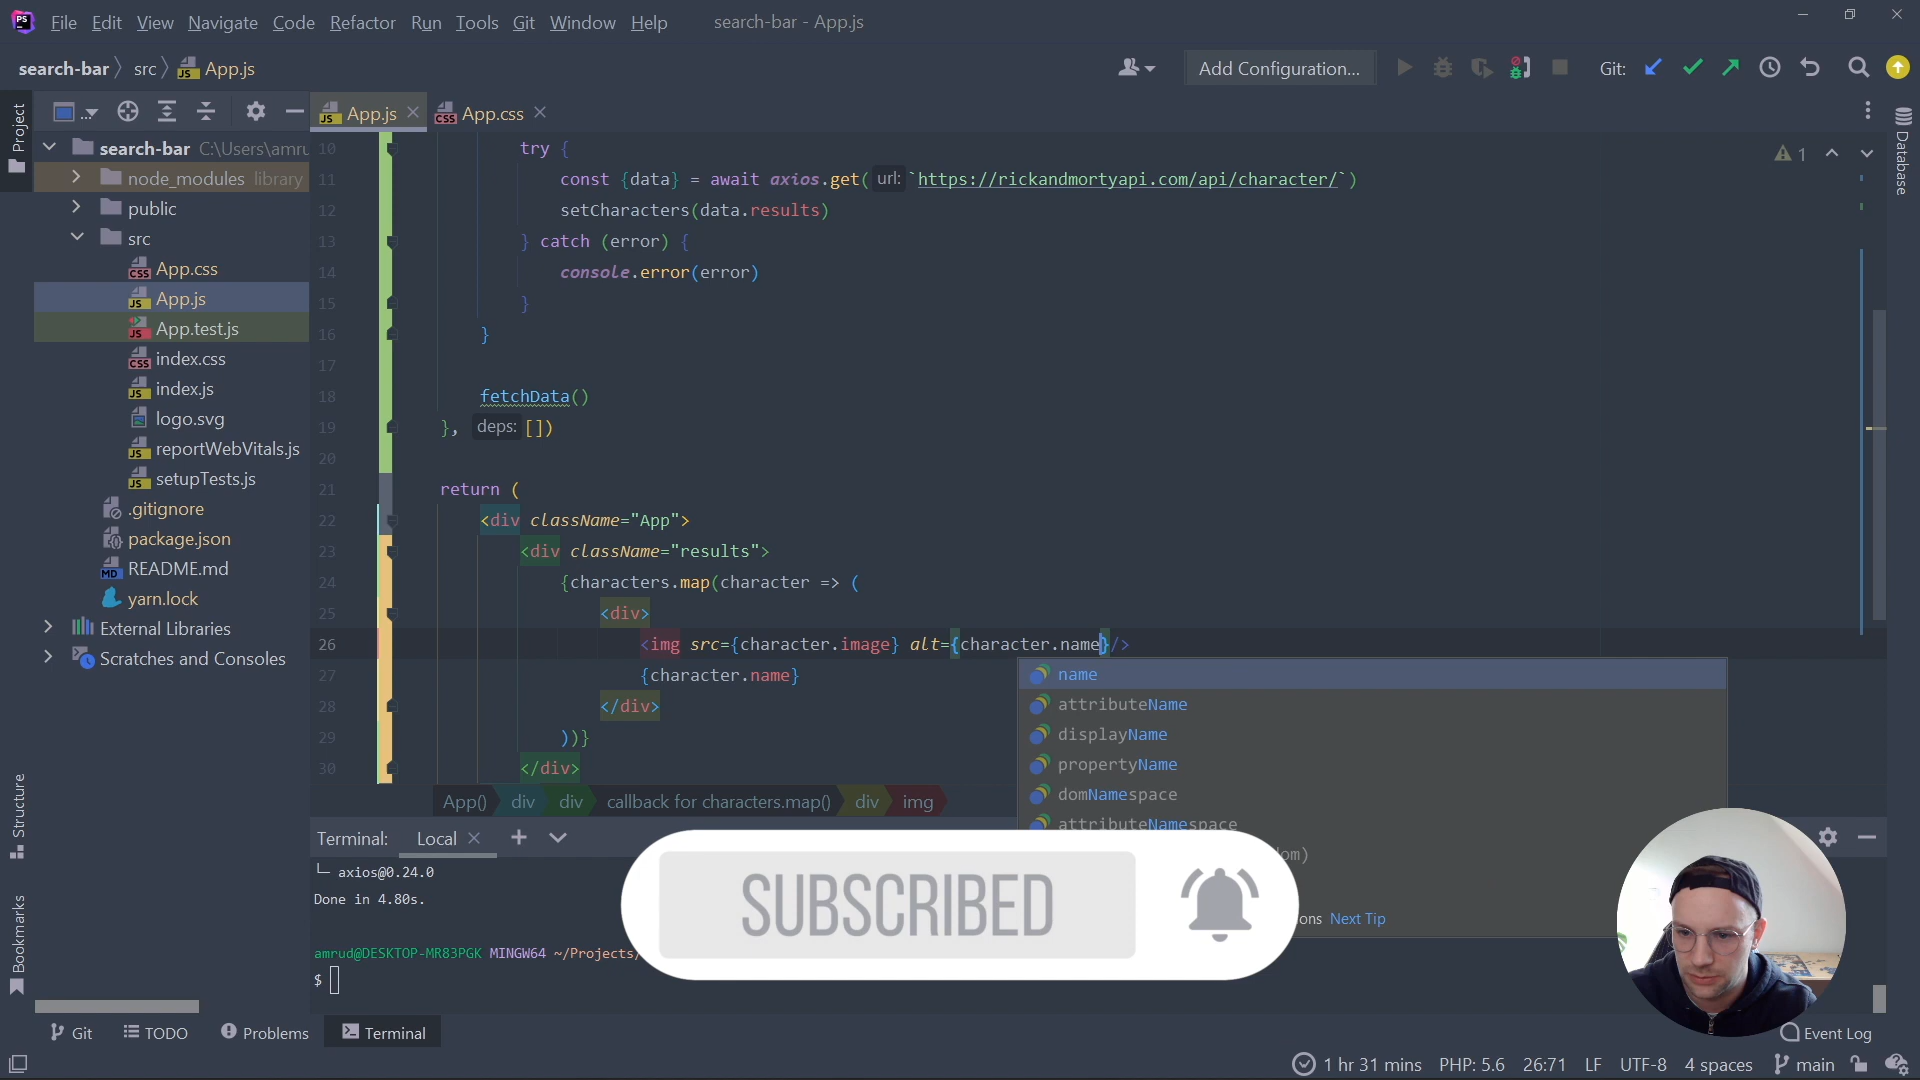 PS File Edit View Navigate Code Refactor Run Tools Git Window Help search-bar - App.js
search-bar src App.js
Add Configuration...
Git:
Project
App.js
App.css
Database
search-bar C:\Users\amru
node_modules library
public
src
App.css
App.js
App.test.js
index.css
index.js
logo.svg
reportWebVitals.js
setupTests.js
.gitignore
package.json
README.md
yarn.lock
External Libraries
Scratches and Consoles
1
10 try {
11 const {data} = await axios.get( url: `https://rickandmortyapi.com/api/character/`)
12 setCharacters(data.results)
13 } catch (error) {
14 console.error(error)
15 }
16 }
17
18 fetchData()
19 }, deps: [])
20
21 return (
22 <div className="App">
23 <div className="results">
24 {characters.map(character => (
25 <div>
26 <img src={character.image} alt={character.name}/>
27 {character.name}
28 </div>
29 ))}
30 </div>
name
attributeName
displayName
propertyName
domNamespace
attributeNamespace
om)
ons Next Tip
App() div div callback for characters.map() div img
Structure
Bookmarks
Terminal: Local
└─ axios@0.24.0
Done in 4.80s.
amrud@DESKTOP-MR83PGK MINGW64 ~/Projects/
$
SUBSCRIBED
Git TODO Problems Terminal
Event Log
1 hr 31 mins PHP: 5.6 26:71 LF UTF-8 4 spaces main